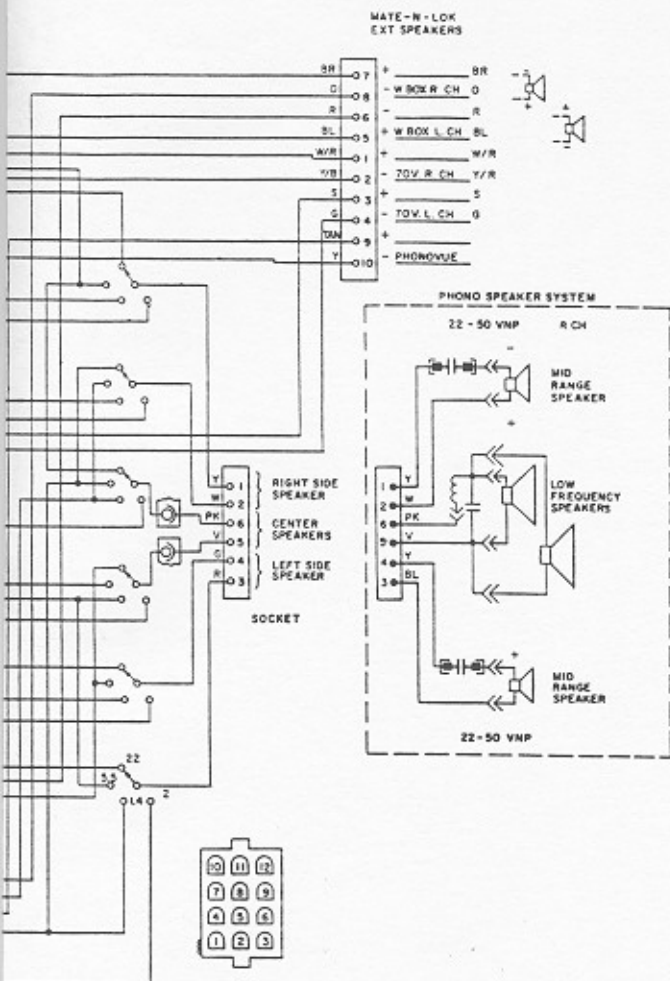 MATE-N-LOK
EXT SPEAKERS
BR 7 + BR
O 8 - W BOX R CH O
R 6 - R
BL 5 + W BOX L. CH BL
W/R 1 + W/R
Y/B 2 - 70V. R CH Y/R
S 3 + S
G 4 - 70V. L. CH G
TAN 9 +
Y 10 - PHONOVUE
- +
+ -
PHONO SPEAKER SYSTEM
22 - 50 VNP R CH
-
MID
RANGE
SPEAKER
+
LOW
FREQUENCY
SPEAKERS
Y 1
W 2
PK 6
V 5
G 4
R 3
RIGHT SIDE
SPEAKER
CENTER
SPEAKERS
LEFT SIDE
SPEAKER
SOCKET
1 Y
2 W
6 PK
5 V
4 Y
3 BL
+
MID
RANGE
SPEAKER
22-50 VNP
22
5.5
1.4
2
10 11 12
7 8 9
4 5 6
1 2 3